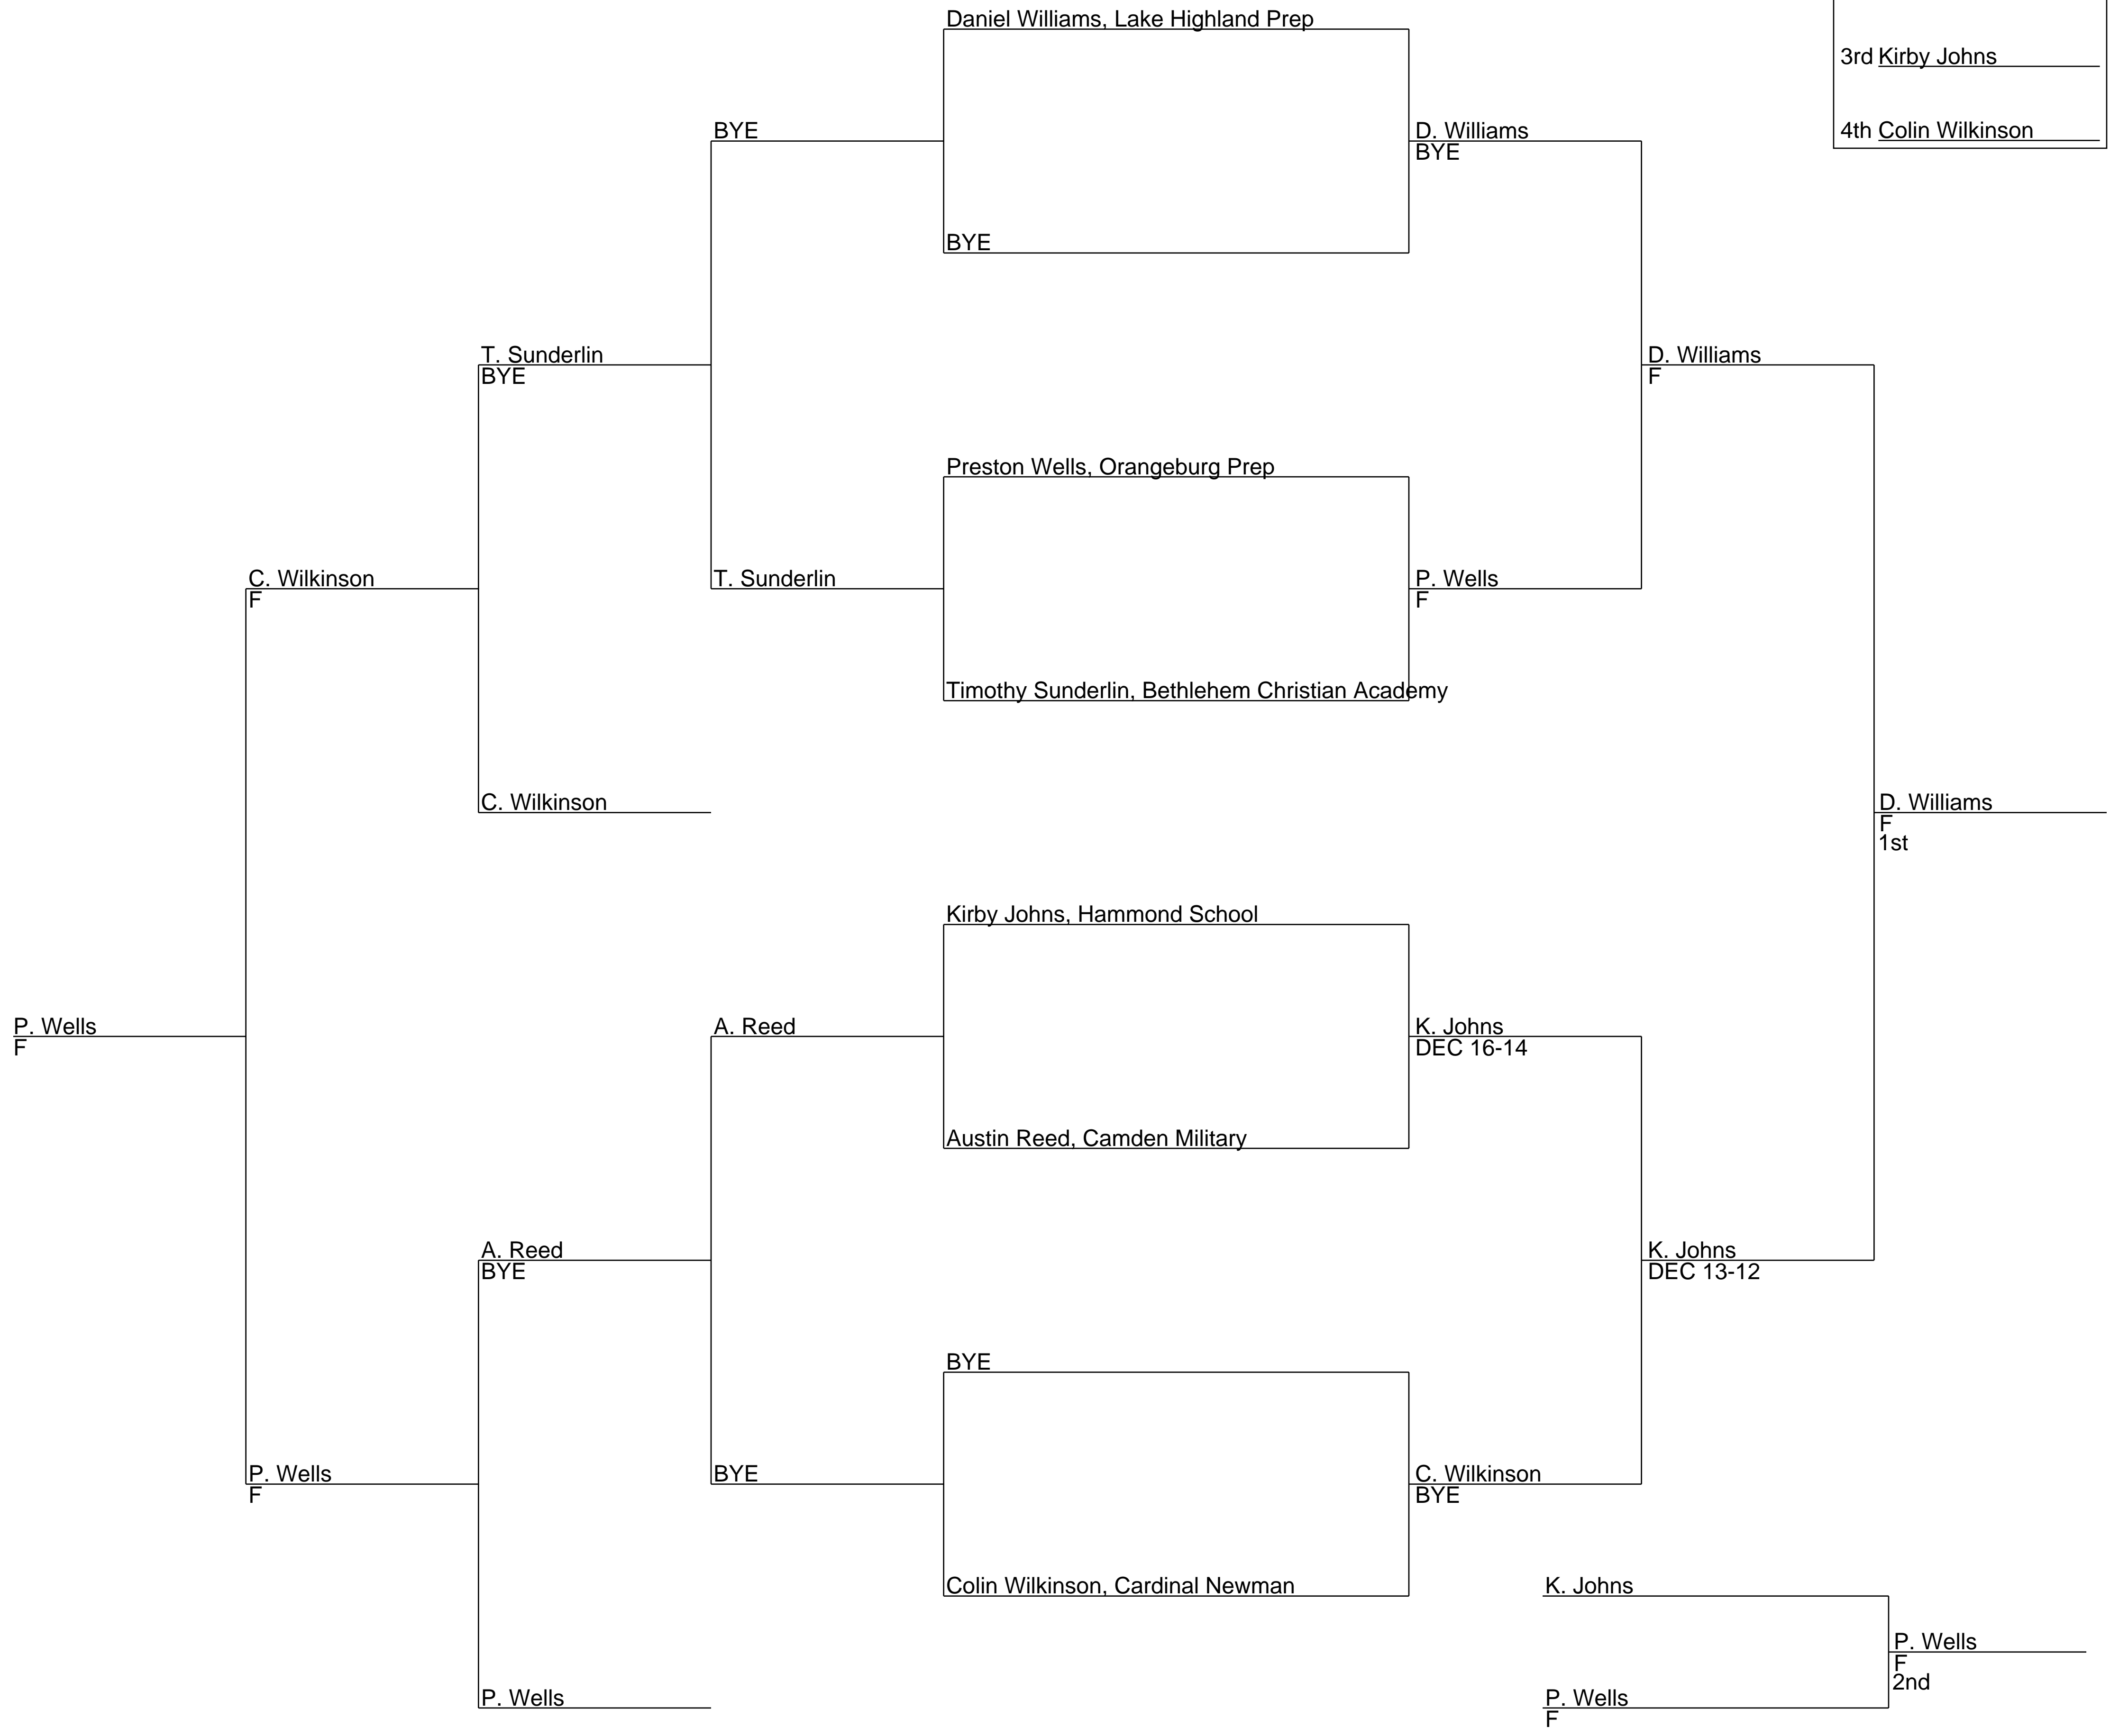 Daniel Williams, Lake Highland Prep
3rd Kirby Johns
4th Colin Wilkinson
BYE
D. Williams
BYE
BYE
T. Sunderlin
BYE
D. Williams
F
Preston Wells, Orangeburg Prep
C. Wilkinson
F
T. Sunderlin
P. Wells
F
Timothy Sunderlin, Bethlehem Christian Academy
C. Wilkinson
D. Williams
F
1st
Kirby Johns, Hammond School
P. Wells
F
A. Reed
K. Johns
DEC 16-14
Austin Reed, Camden Military
A. Reed
BYE
K. Johns
DEC 13-12
BYE
P. Wells
F
BYE
C. Wilkinson
BYE
Colin Wilkinson, Cardinal Newman
K. Johns
P. Wells
F
2nd
P. Wells
P. Wells
F